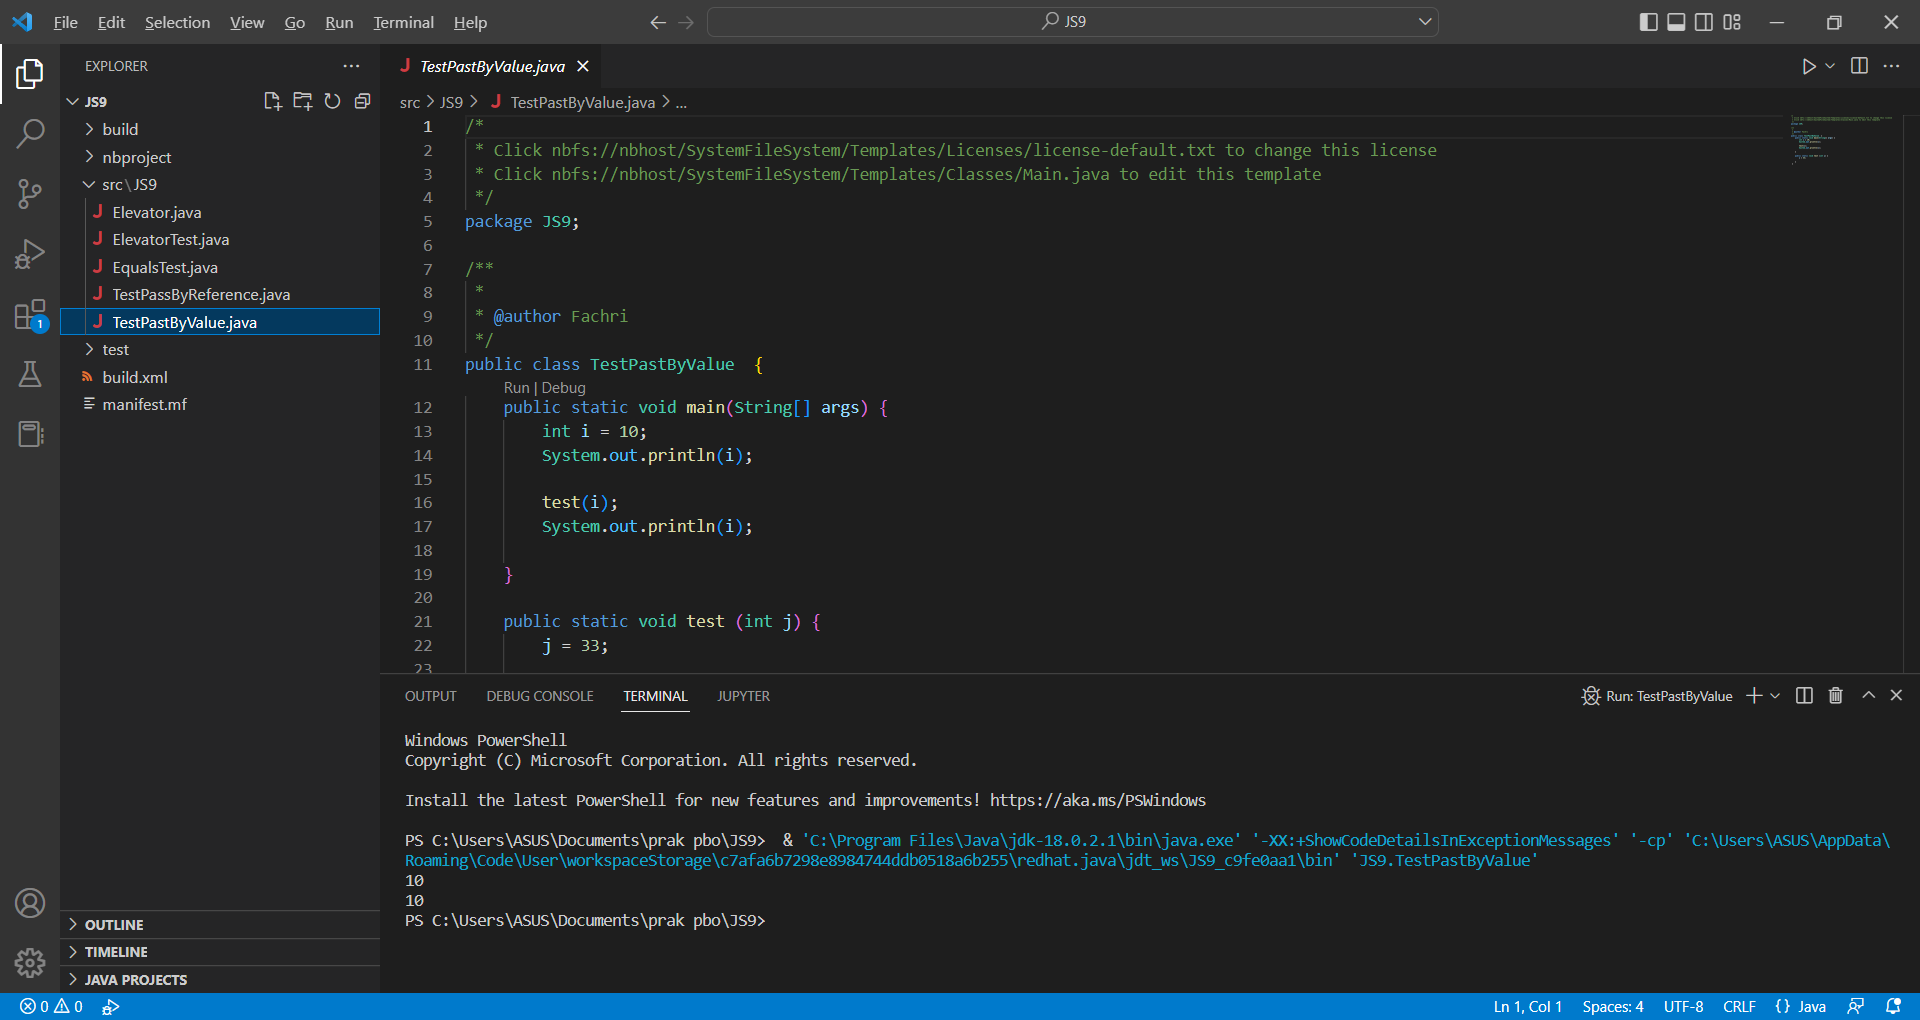 File Edit Selection View Go Run Terminal Help
JS9
EXPLORER
JS9
build
nbproject
src\JS9
Elevator.java
ElevatorTest.java
EqualsTest.java
TestPassByReference.java
TestPastByValue.java
test
build.xml
manifest.mf
1
OUTLINE
TIMELINE
JAVA PROJECTS
TestPastByValue.java
src > JS9 > TestPastByValue.java > ...
1 /*
2 * Click nbfs://nbhost/SystemFileSystem/Templates/Licenses/license-default.txt to change this license
3 * Click nbfs://nbhost/SystemFileSystem/Templates/Classes/Main.java to edit this template
4 */
5 package JS9;
6
7 /**
8 *
9 * @author Fachri
10 */
11 public class TestPastByValue  {
Run | Debug
12 public static void main(String[] args) {
13 int i = 10;
14 System.out.println(i);
15
16 test(i);
17 System.out.println(i);
18
19 }
20
21 public static void test (int j) {
22 j = 33;
23
OUTPUT DEBUG CONSOLE TERMINAL JUPYTER
Run: TestPastByValue
Windows PowerShell
Copyright (C) Microsoft Corporation. All rights reserved.
Install the latest PowerShell for new features and improvements! https://aka.ms/PSWindows
PS C:\Users\ASUS\Documents\prak pbo\JS9>  & 'C:\Program Files\Java\jdk-18.0.2.1\bin\java.exe' '-XX:+ShowCodeDetailsInExceptionMessages' '-cp' 'C:\Users\ASUS\AppData\
Roaming\Code\User\workspaceStorage\c7afa6b7298e8984744ddb0518a6b255\redhat.java\jdt_ws\JS9_c9fe0aa1\bin' 'JS9.TestPastByValue'
10
10
PS C:\Users\ASUS\Documents\prak pbo\JS9>
0 0
Ln 1, Col 1 Spaces: 4 UTF-8 CRLF {} Java